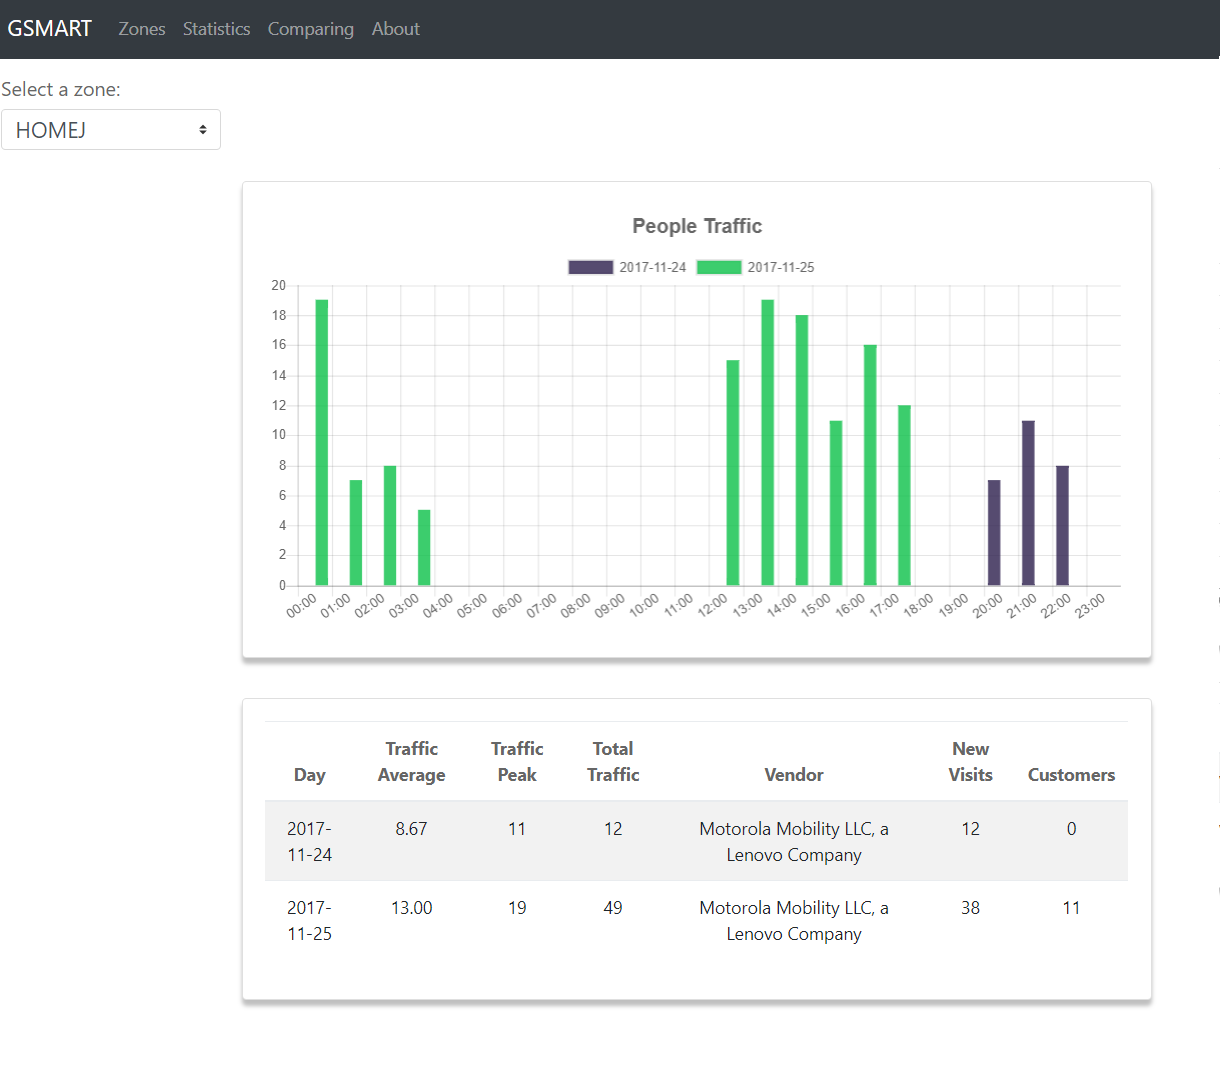 GSMART Zones Statistics Comparing About
Select a zone:
HOMEJ
People Traffic
2017-11-24 2017-11-25
20
18
16
14
12
10
8
6
4
2
0
00:00 01:00 02:00 03:00 04:00 05:00 06:00 07:00 08:00 09:00 10:00 11:00 12:00 13:00 14:00 15:00 16:00 17:00 18:00 19:00 20:00 21:00 22:00 23:00
Traffic Traffic Total New
Day Average Peak Traffic Vendor Visits Customers
2017- 8.67 11 12 Motorola Mobility LLC, a 12 0
11-24 Lenovo Company
2017- 13.00 19 49 Motorola Mobility LLC, a 38 11
11-25 Lenovo Company